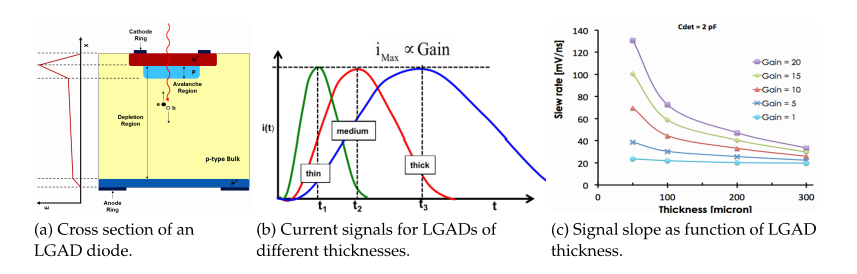 Cathode
Ring
x
n⁺
P
Avalanche
Region
e
h
Depletion
Region
p-type Bulk
P⁺
E
Anode
Ring
(a) Cross section of an
LGAD diode.
i_Max ∝ Gain
i(t)
medium
thin
thick
t₁
t₂
t₃
t
(b) Current signals for LGADs of
different thicknesses.
Cdet = 2 pF
Slew rate [mV/ns]
140
120
100
80
60
40
20
0
Gain = 20
Gain = 15
Gain = 10
Gain = 5
Gain = 1
0
100
200
300
Thickness [micron]
(c) Signal slope as function of LGAD
thickness.